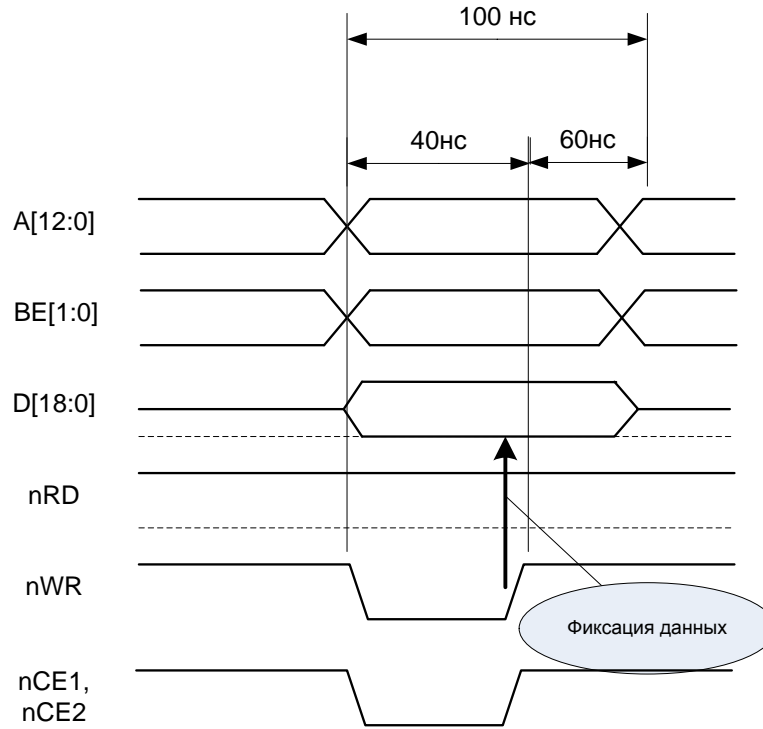 100 нс
40нс
60нс
A[12:0]
BE[1:0]
D[18:0]
nRD
nWR
Фиксация данных
nCE1,
nCE2